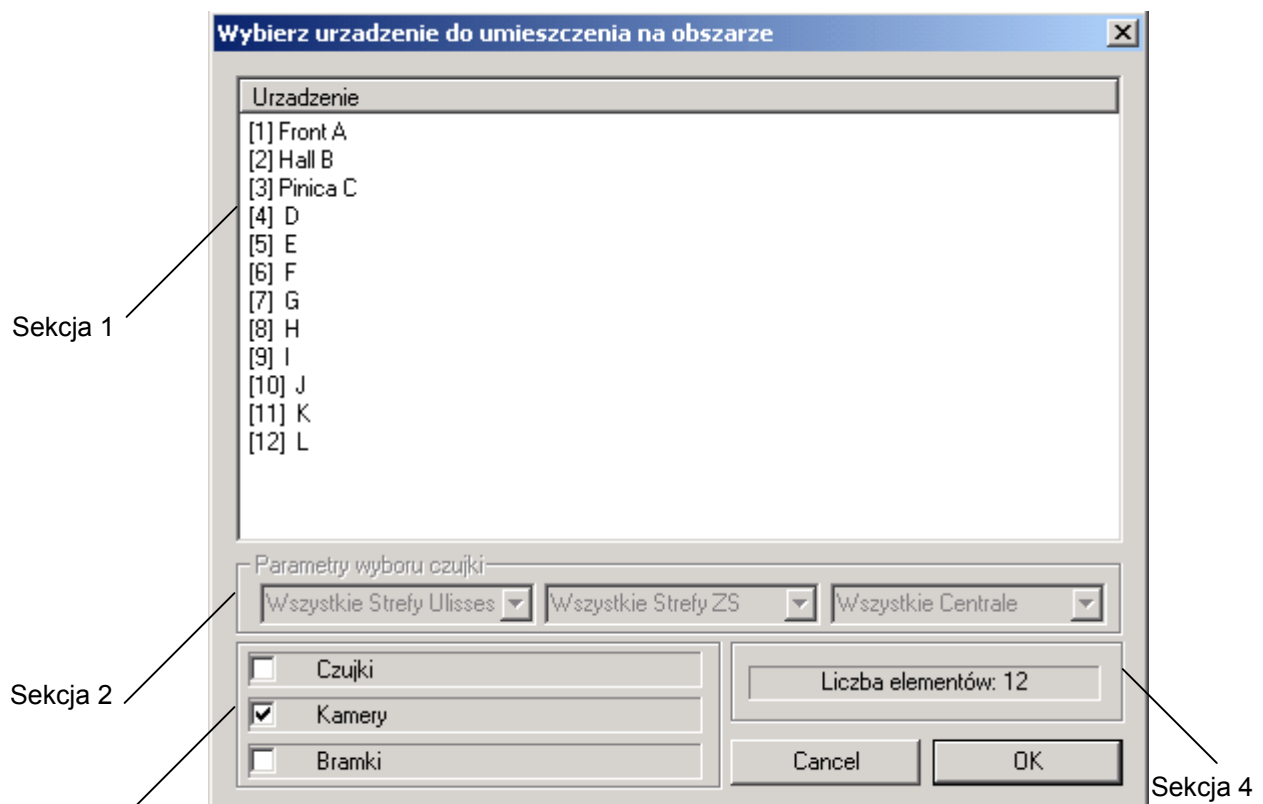 Wybierz urzadzenie do umieszczenia na obszarze
Urzadzenie
[1] Front A
[2] Hall B
[3] Pinica C
[4] D
[5] E
[6] F
[7] G
[8] H
[9] I
[10] J
[11] K
[12] L
Sekcja 1
Parametry wyboru czujki
Wszystkie Strefy Ulisses Wszystkie Strefy ZS Wszystkie Centrale
Sekcja 2
Czujki
Kamery
Bramki
Liczba elementów: 12
Cancel OK
Sekcja 4